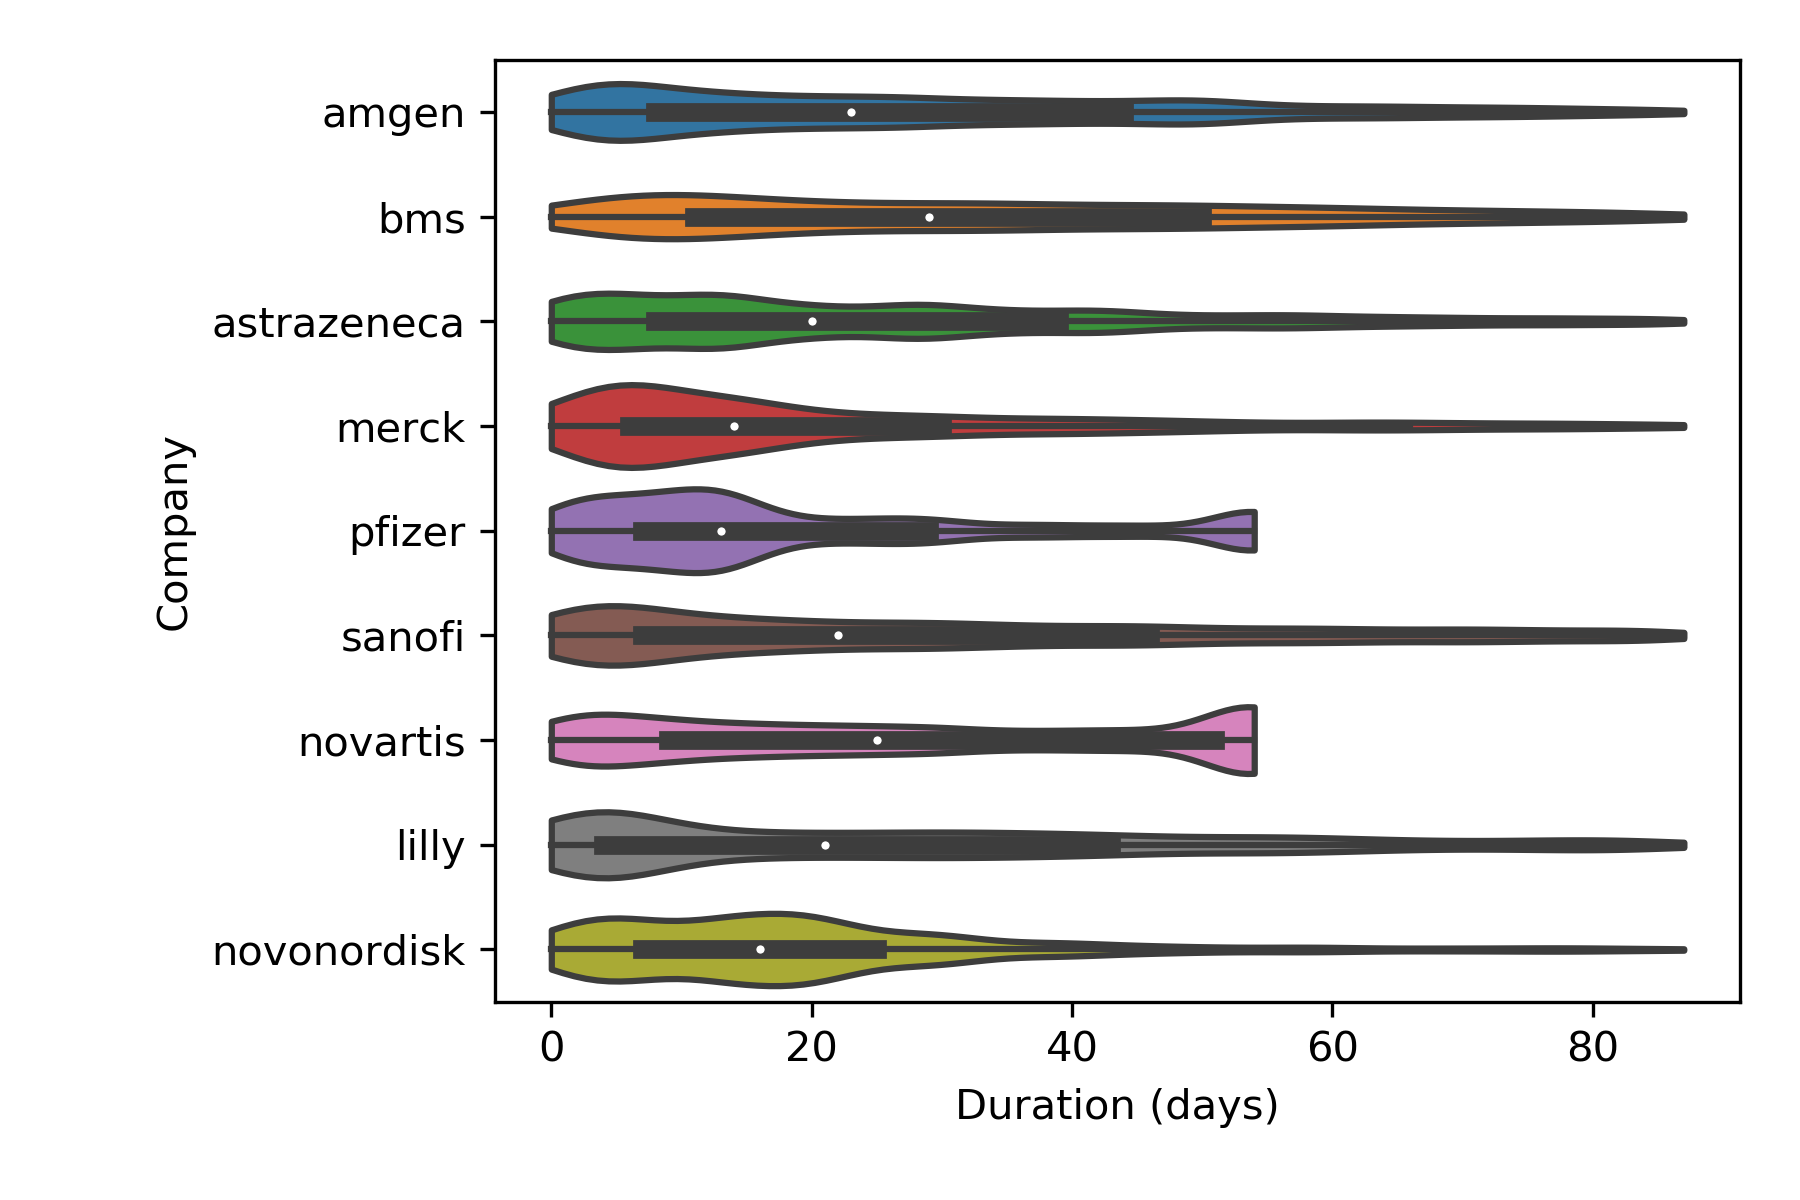 amgen
bms
astrazeneca
merck
pfizer
sanofi
novartis
lilly
novonordisk
Company
0 20 40 60 80
Duration (days)